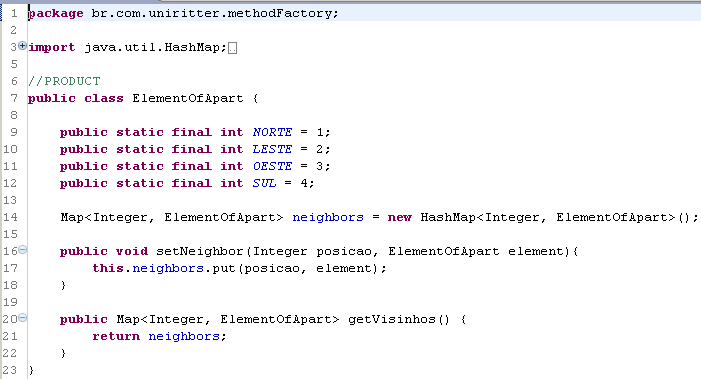 1 package br.com.uniritter.methodFactory;
2
3 import java.util.HashMap;
5
6 //PRODUCT
7 public class ElementOfApart {
8
9     public static final int NORTE = 1;
10     public static final int LESTE = 2;
11     public static final int OESTE = 3;
12     public static final int SUL = 4;
13
14     Map<Integer, ElementOfApart> neighbors = new HashMap<Integer, ElementOfApart>();
15
16     public void setNeighbor(Integer posicao, ElementOfApart element){
17         this.neighbors.put(posicao, element);
18     }
19
20     public Map<Integer, ElementOfApart> getVisinhos() {
21         return neighbors;
22     }
23 }